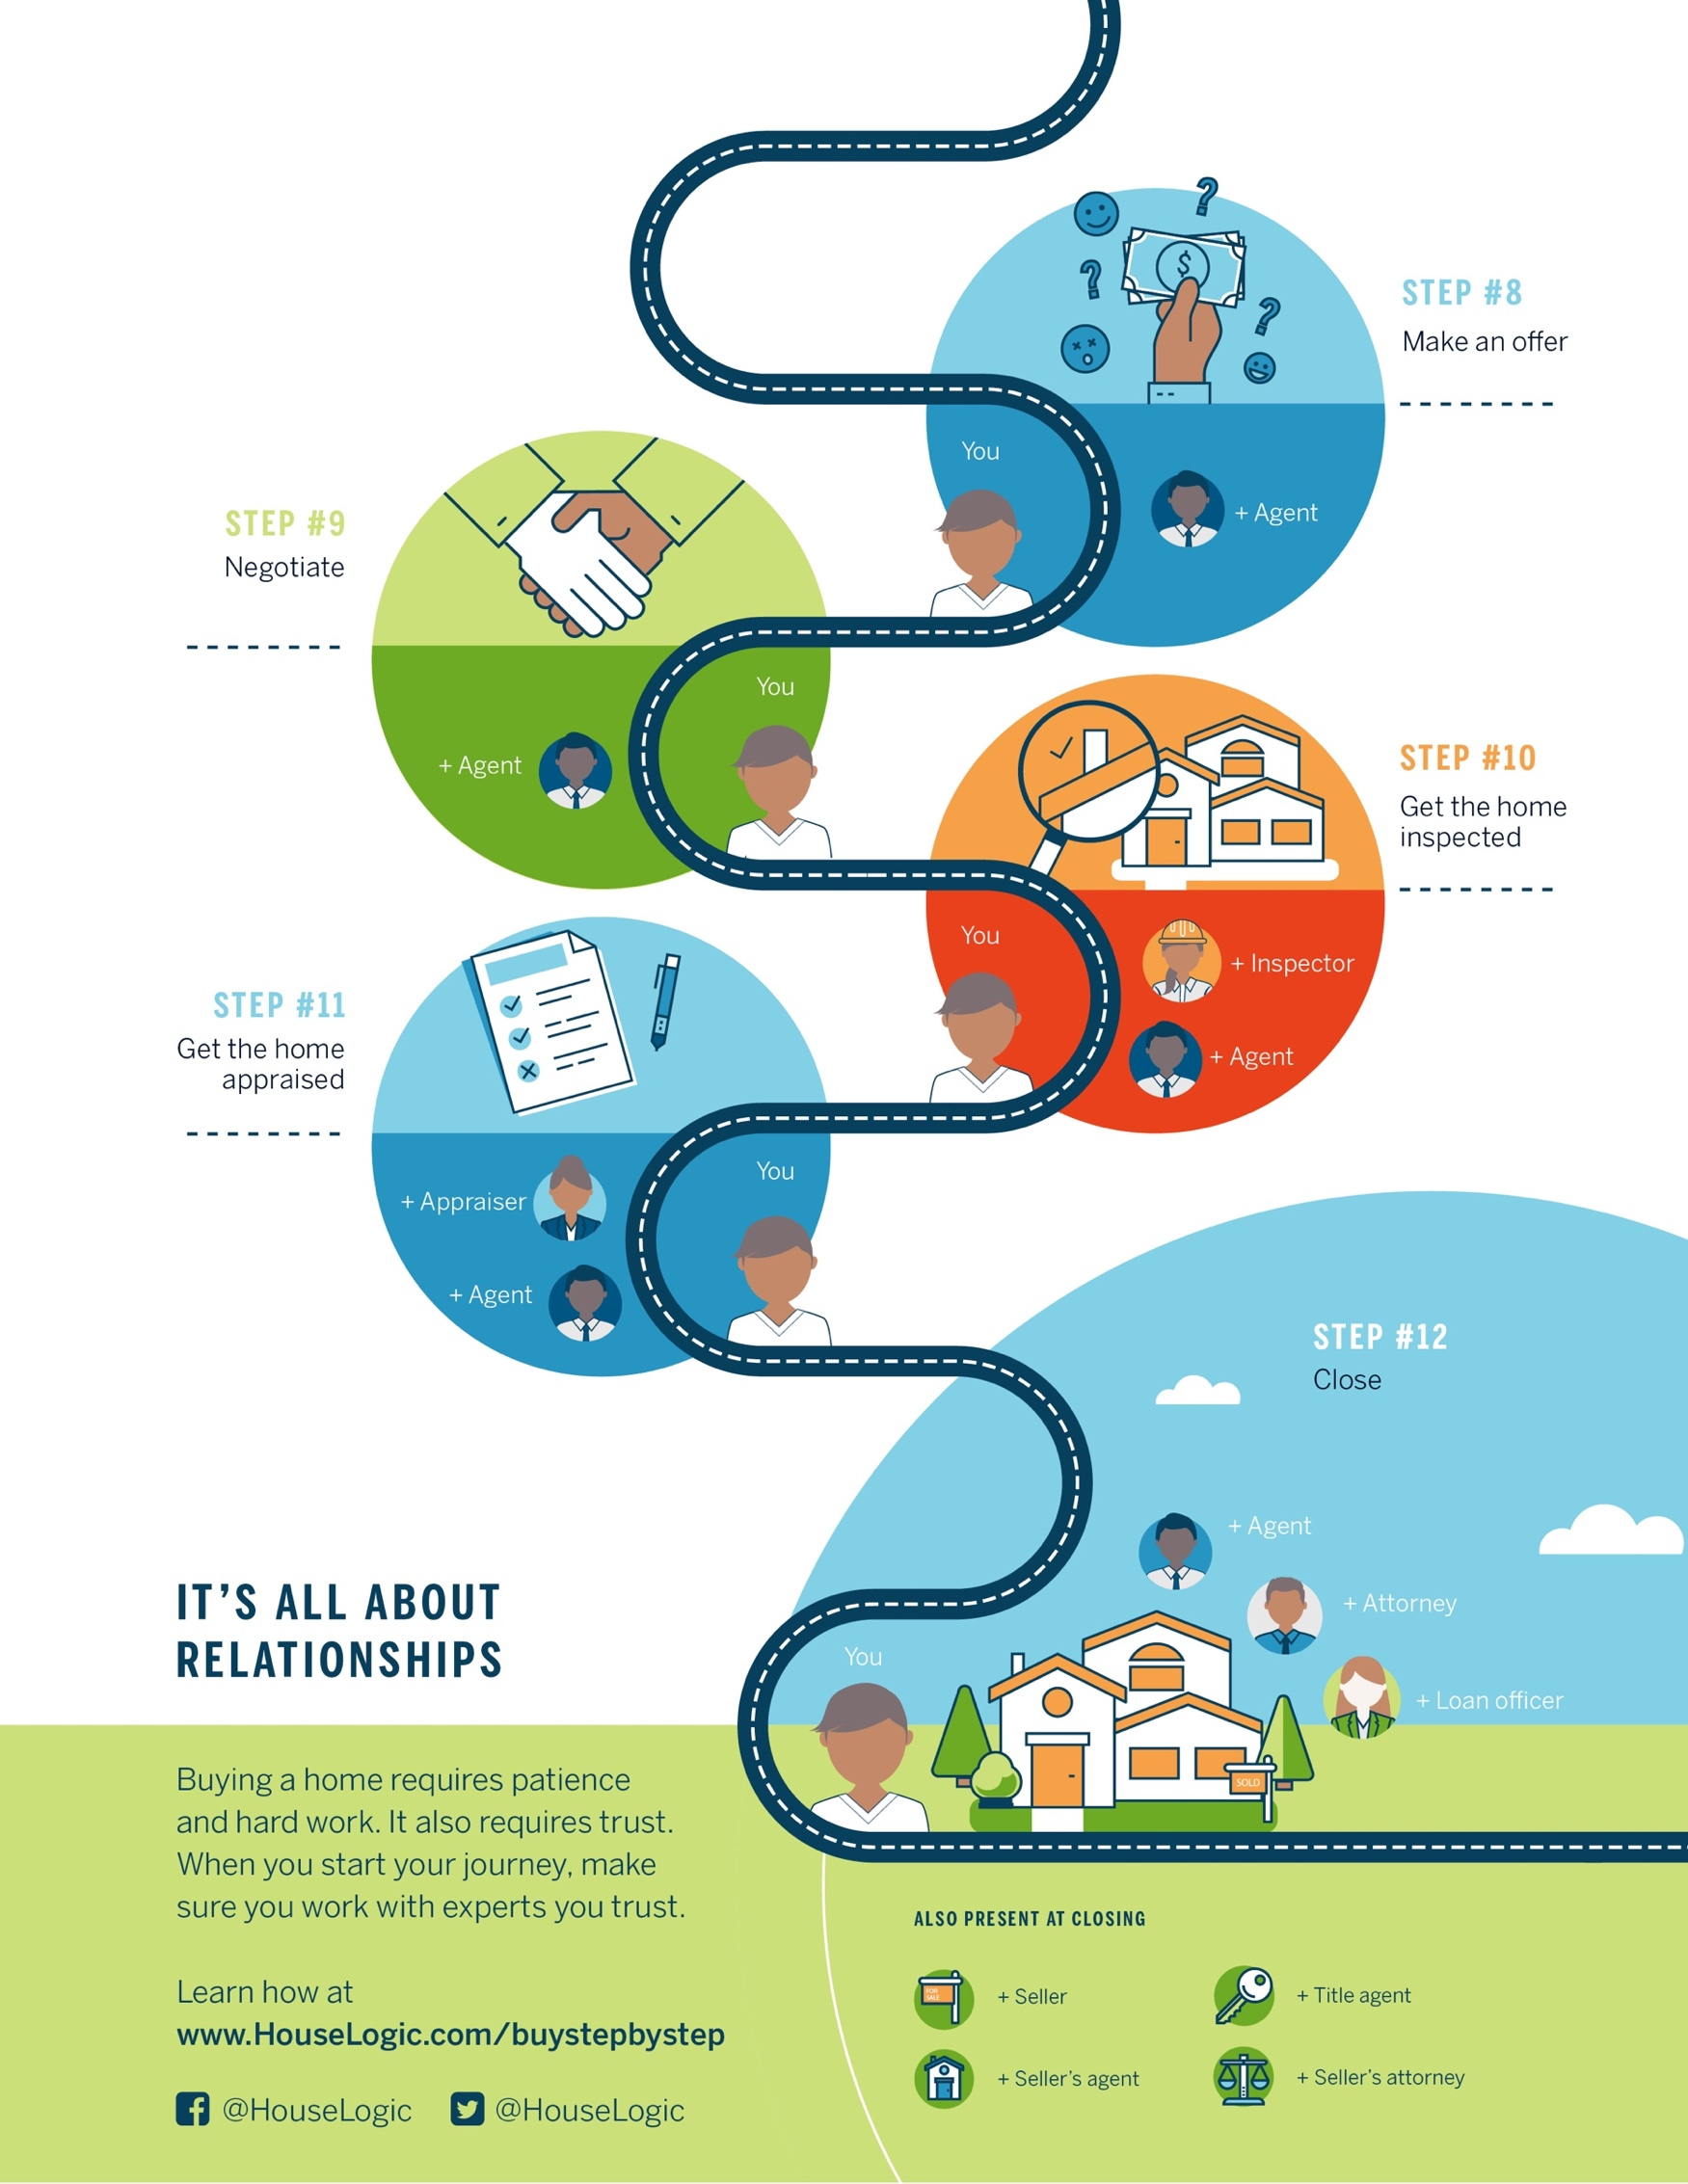 STEP #8
Make an offer
You
+ Agent
STEP #9
Negotiate
You
+ Agent
STEP #10
Get the home
inspected
You
+ Inspector
+ Agent
STEP #11
Get the home
appraised
You
+ Appraiser
+ Agent
STEP #12
Close
+ Agent
+ Attorney
+ Loan officer
You
SOLD
IT’S ALL ABOUT
RELATIONSHIPS
Buying a home requires patience
and hard work. It also requires trust.
When you start your journey, make
sure you work with experts you trust.
Learn how at
www.HouseLogic.com/buystepbystep
@HouseLogic @HouseLogic
ALSO PRESENT AT CLOSING
FOR
SALE
+ Seller
+ Title agent
+ Seller’s agent
+ Seller’s attorney